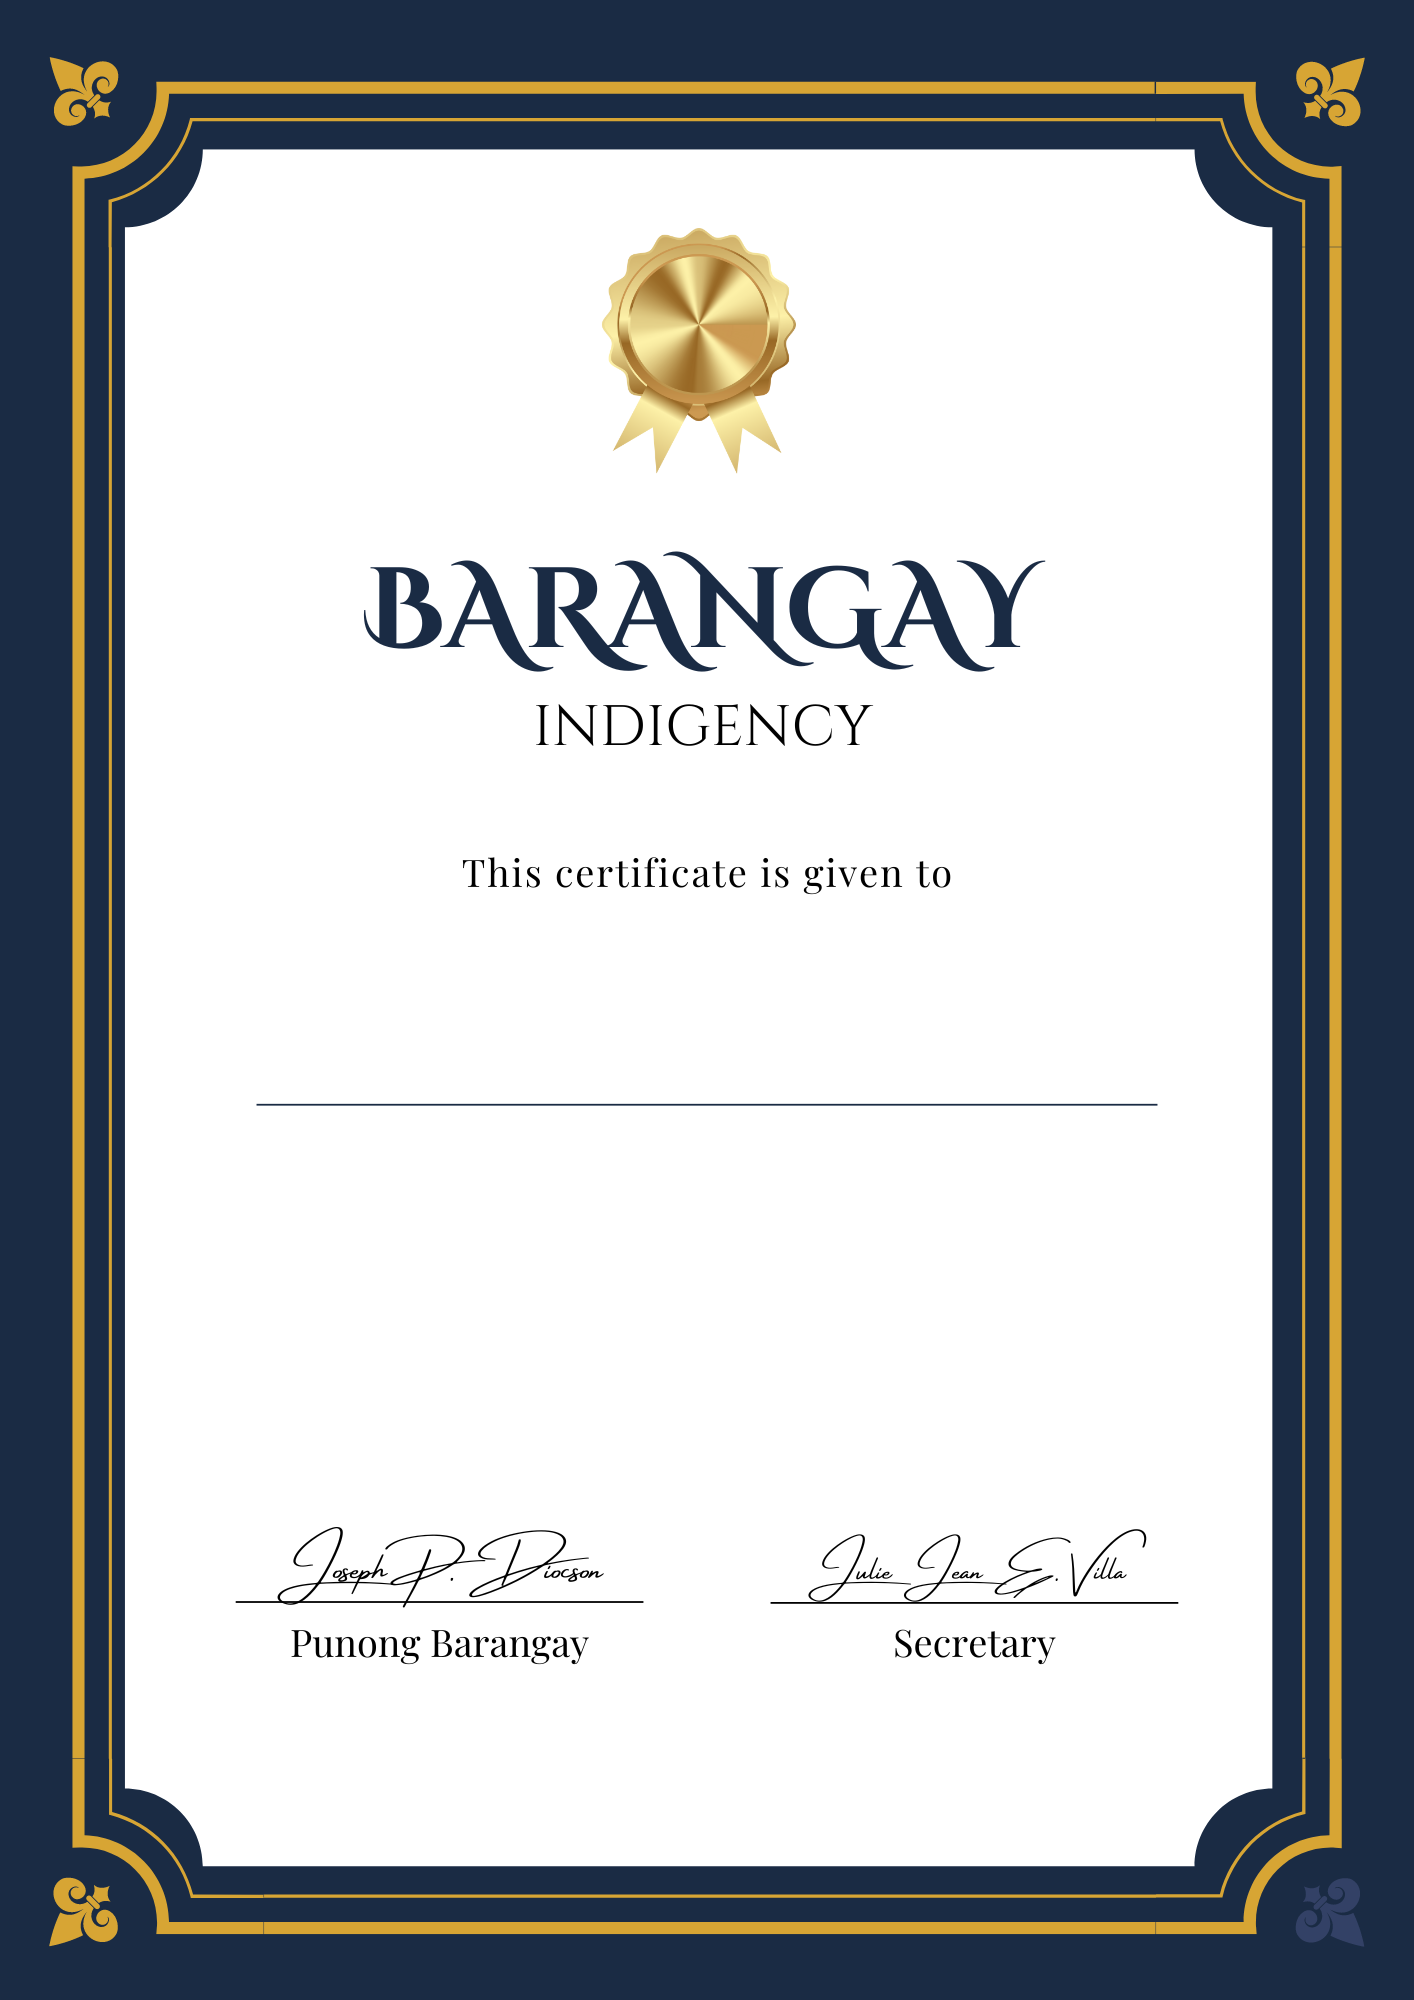 BARANGAY
INDIGENCY
This certificate is given to
Joseph P. Diocson
Julie Jean E. Villa
Punong Barangay
Secretary